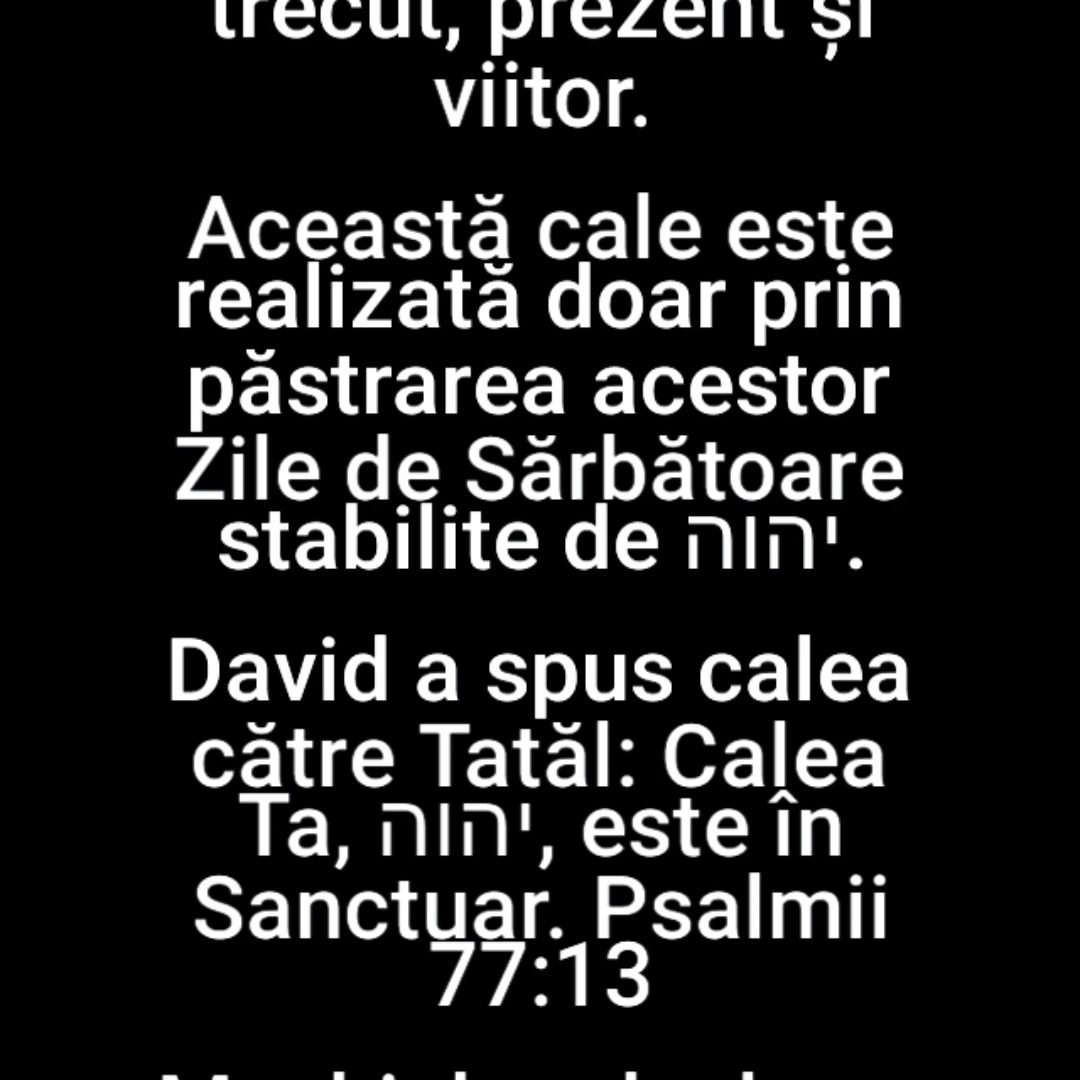 trecut, prezent și
viitor.
Această cale este
realizată doar prin
păstrarea acestor
Zile de Sărbătoare
stabilite de יהוה.
David a spus calea
către Tatăl: Calea
Ta, יהוה, este în
Sanctuar. Psalmii
77:13